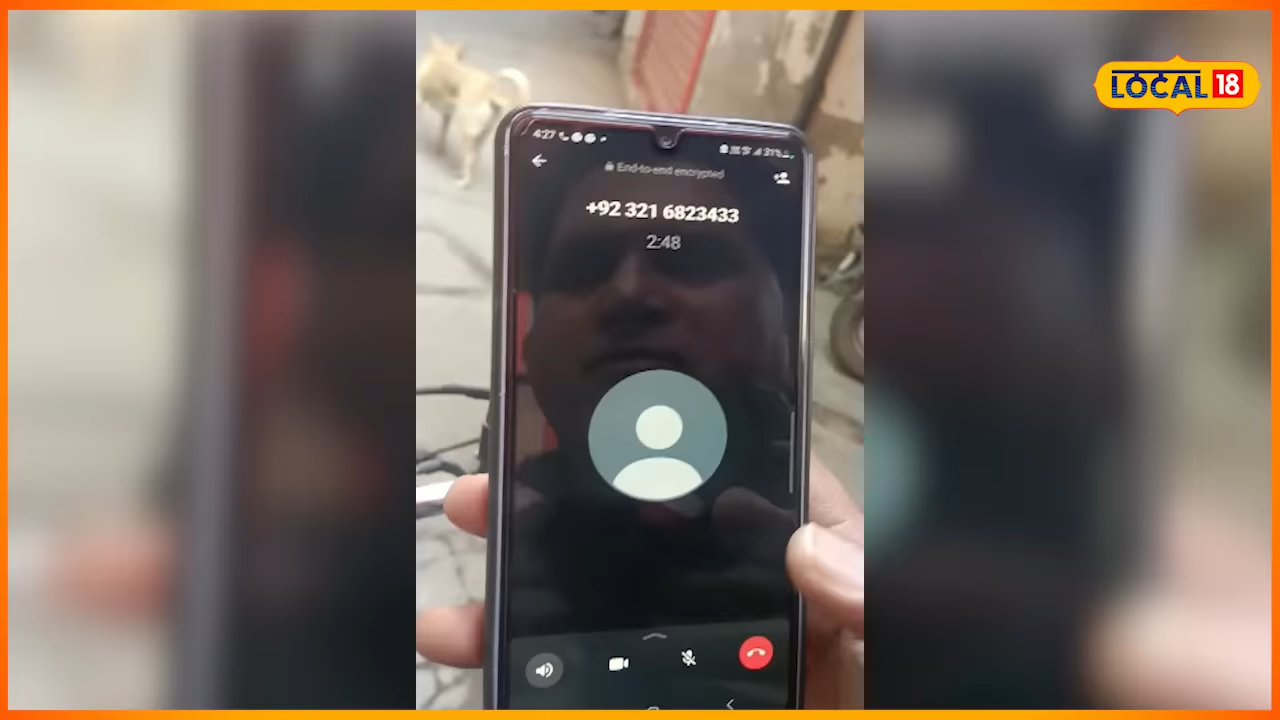 LOCAL 18
4:27
End-to-end encrypted
+92 321 6823433
2:48